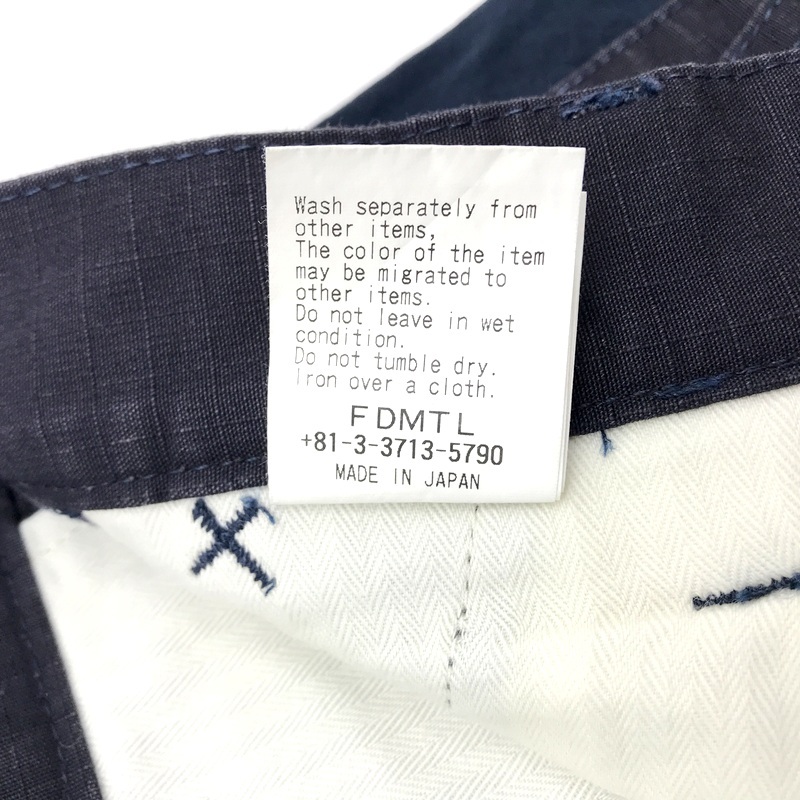 Wash separately from
other items,
The color of the item
may be migrated to
other items.
Do not leave in wet
condition.
Do not tumble dry.
Iron over a cloth.
FDMTL
+81-3-3713-5790
MADE IN JAPAN